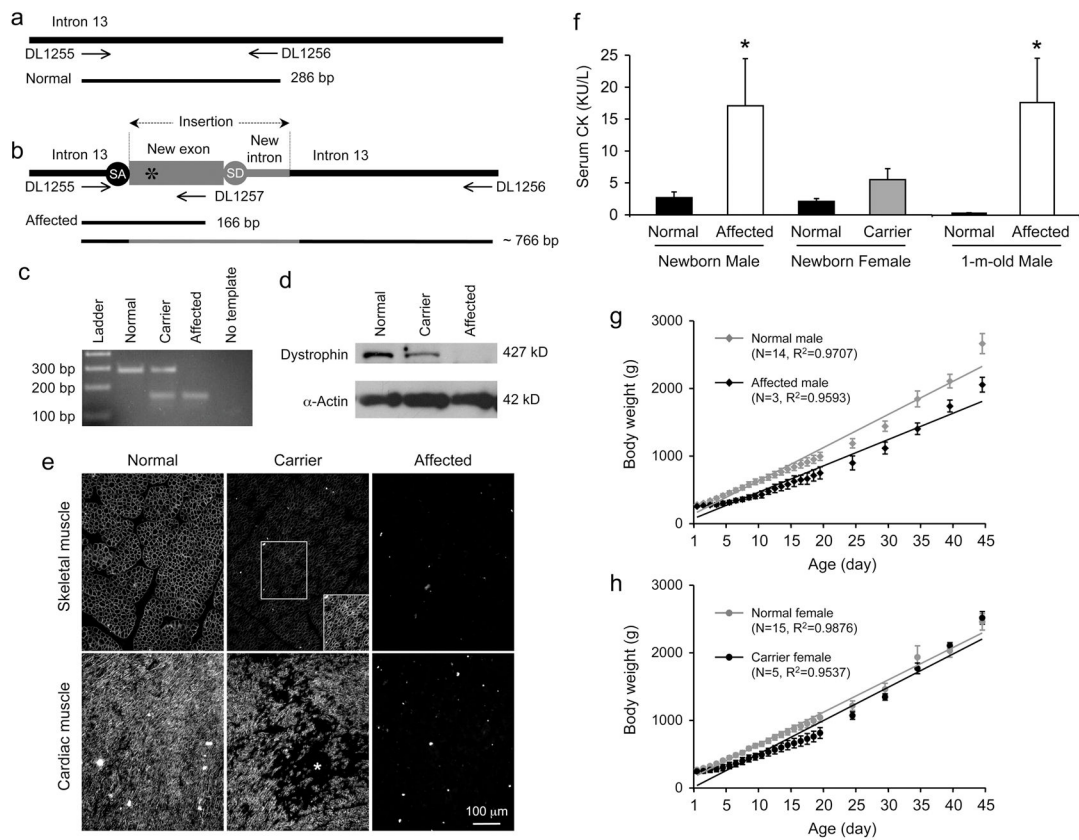 a
Intron 13
DL1255
DL1256
Normal
286 bp
Insertion
b
Intron 13
New exon
New
intron
Intron 13
SA
*
SD
DL1255
DL1257
DL1256
Affected
166 bp
~ 766 bp
c
Ladder
Normal
Carrier
Affected
No template
300 bp
200 bp
100 bp
d
Normal
Carrier
Affected
Dystrophin
427 kD
α-Actin
42 kD
e
Normal
Carrier
Affected
Skeletal muscle
Cardiac muscle
*
100 μm
f
Serum CK (KU/L)
25
20
15
10
5
0
*
*
Normal Affected Normal Carrier Normal Affected
Newborn Male Newborn Female 1-m-old Male
g
Body weight (g)
3000
2000
1000
0
Normal male
(N=14, R²=0.9707)
Affected male
(N=3, R²=0.9593)
1 5 10 15 20 25 30 35 40 45
Age (day)
h
Body weight (g)
3000
2000
1000
0
Normal female
(N=15, R²=0.9876)
Carrier female
(N=5, R²=0.9537)
1 5 10 15 20 25 30 35 40 45
Age (day)